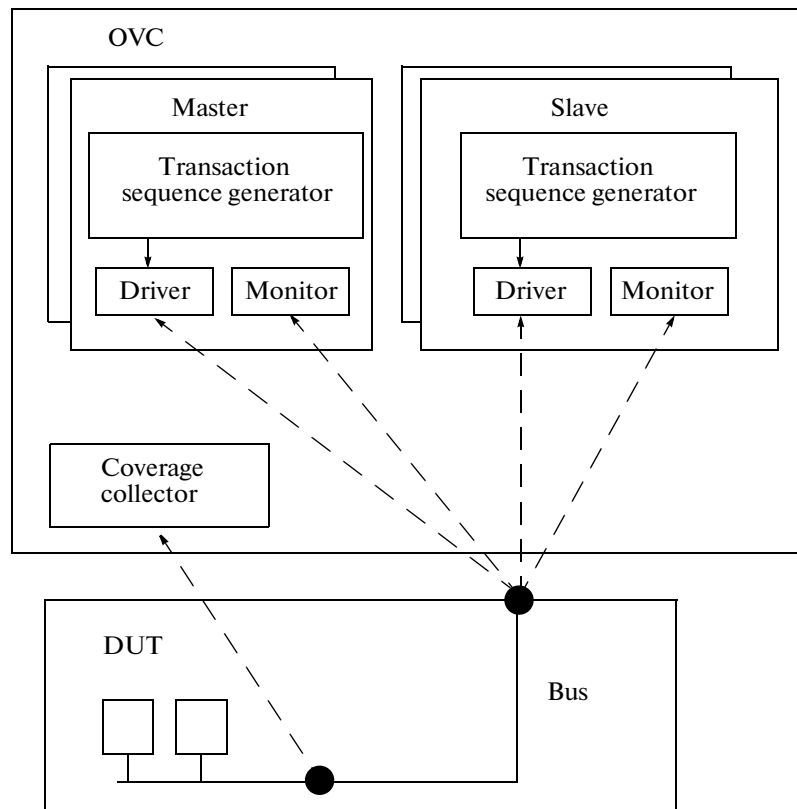 OVC
Master
Transaction
sequence generator
Driver
Monitor
Slave
Transaction
sequence generator
Driver
Monitor
Coverage
collector
DUT
Bus